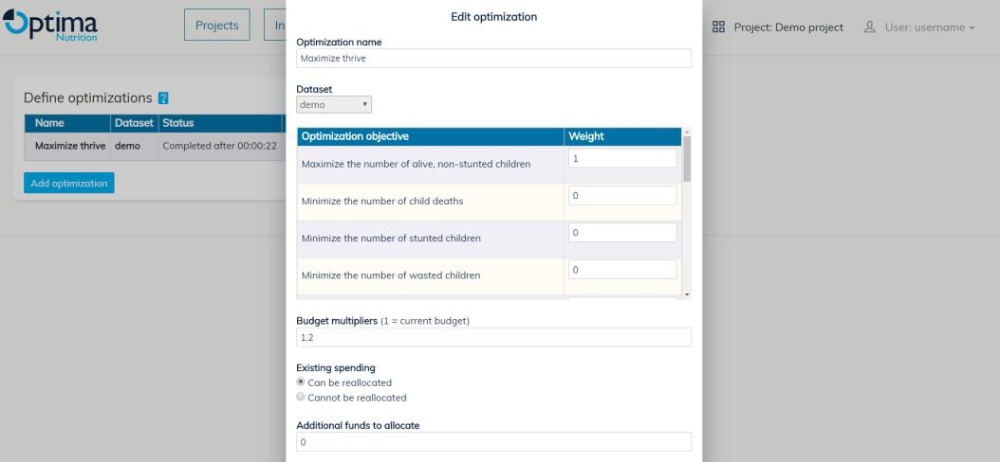 Optima
Nutrition
Projects
In
Project: Demo project
User: username
Define optimizations ?
Name Dataset Status
Maximize thrive demo Completed after 00:00:22
Add optimization
Edit optimization
Optimization name
Maximize thrive
Dataset
demo
Optimization objective Weight
Maximize the number of alive, non-stunted children 1
Minimize the number of child deaths 0
Minimize the number of stunted children 0
Minimize the number of wasted children 0
Budget multipliers (1 = current budget)
1,2
Existing spending
Can be reallocated
Cannot be reallocated
Additional funds to allocate
0